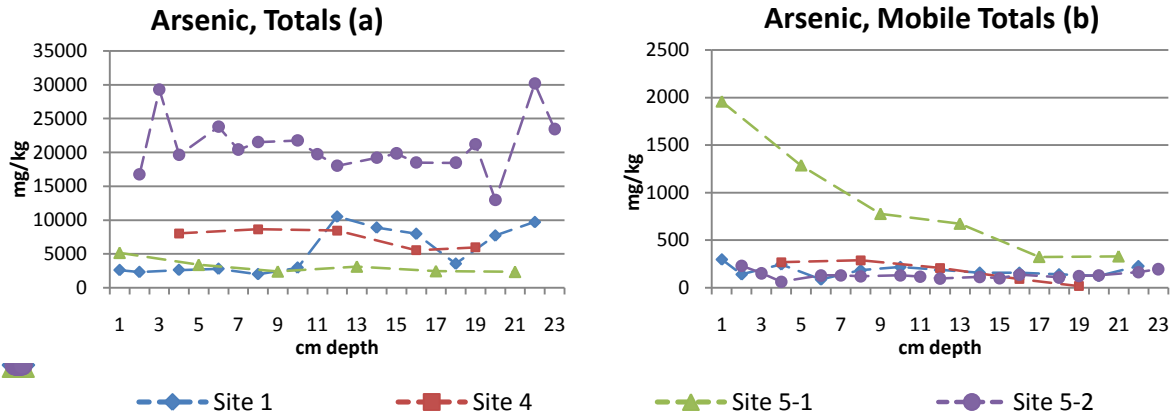 Arsenic, Totals (a)
35000
30000
25000
20000
15000
10000
5000
0
mg/kg
1 3 5 7 9 11 13 15 17 19 21 23
cm depth
Arsenic, Mobile Totals (b)
2500
2000
1500
1000
500
0
mg/kg
1 3 5 7 9 11 13 15 17 19 21 23
cm depth
Site 1 Site 4 Site 5-1 Site 5-2